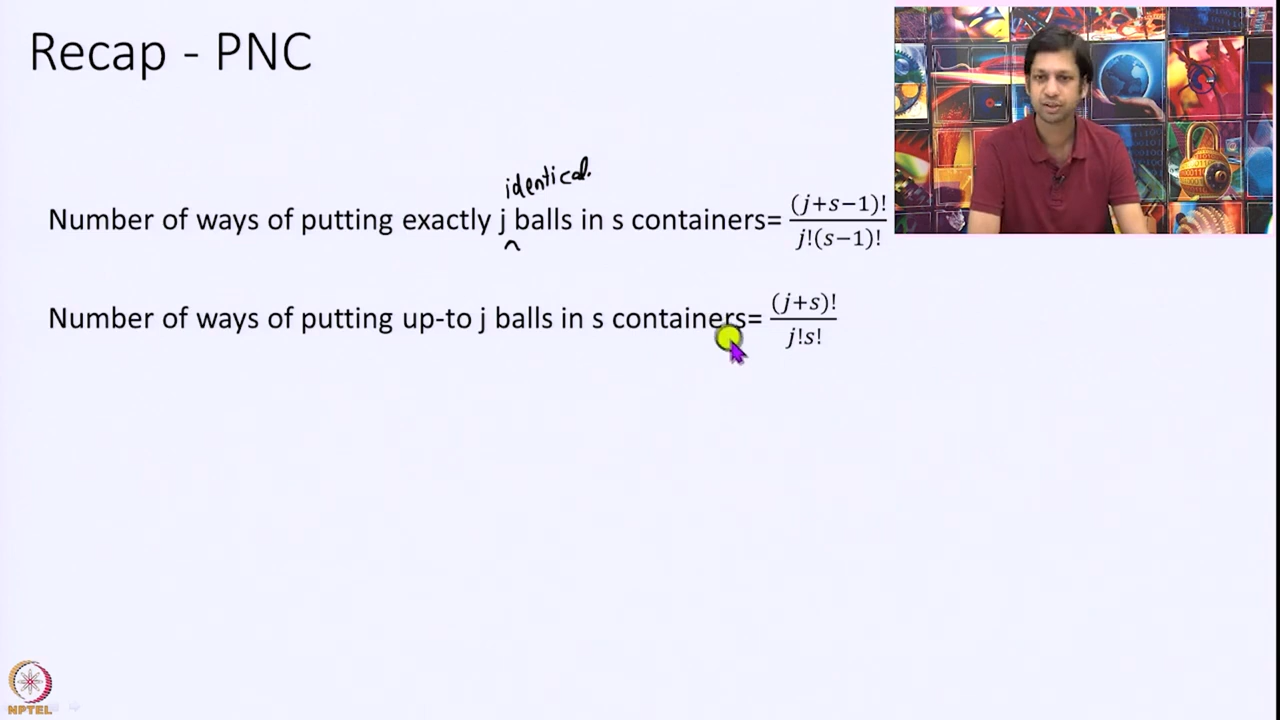 Recap - PNC
identical.
Number of ways of putting exactly j balls in s containers= (j+s−1)! / j!(s−1)!
Number of ways of putting up-to j balls in s containers= (j+s)! / j!s!
NPTEL